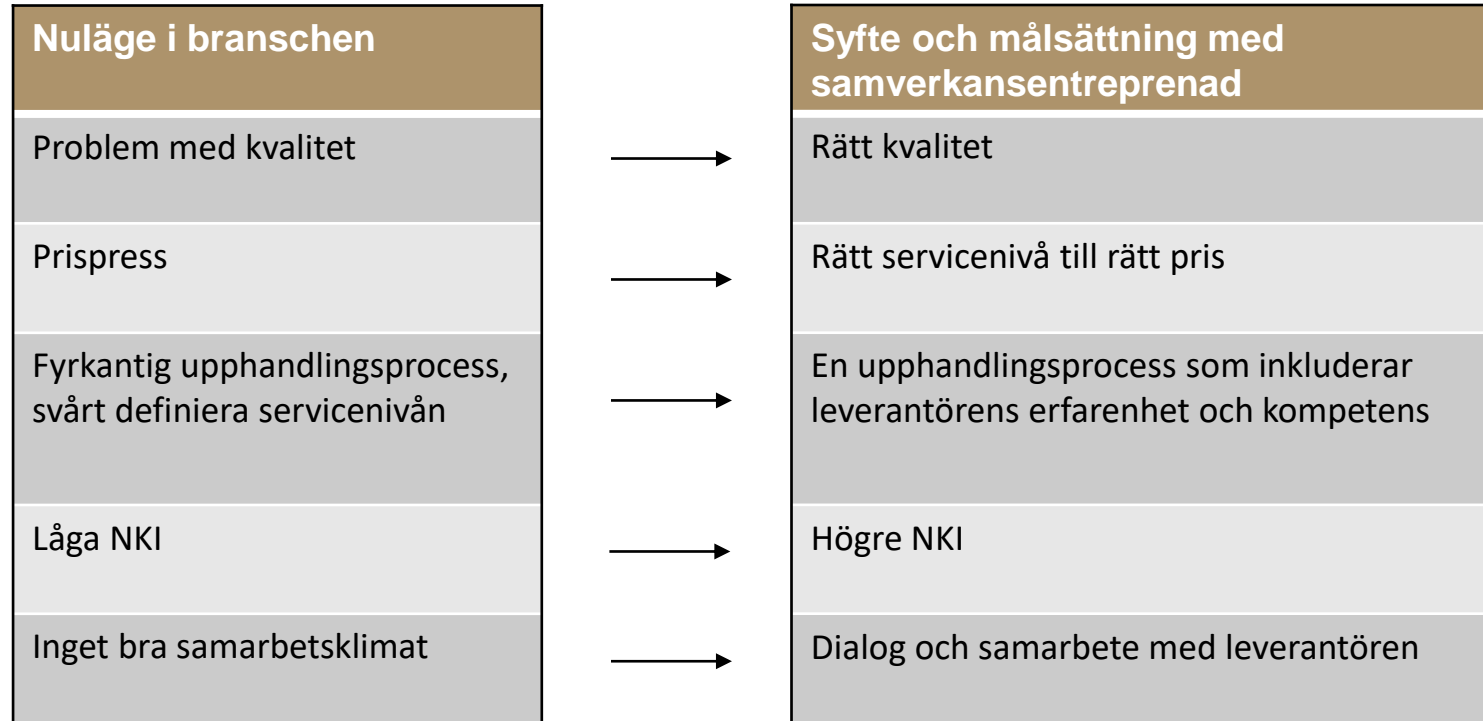 Nuläge i branschen
Syfte och målsättning med
samverkansentreprenad
Problem med kvalitet
Rätt kvalitet
Prispress
Rätt servicenivå till rätt pris
Fyrkantig upphandlingsprocess,
svårt definiera servicenivån
En upphandlingsprocess som inkluderar
leverantörens erfarenhet och kompetens
Låga NKI
Högre NKI
Inget bra samarbetsklimat
Dialog och samarbete med leverantören